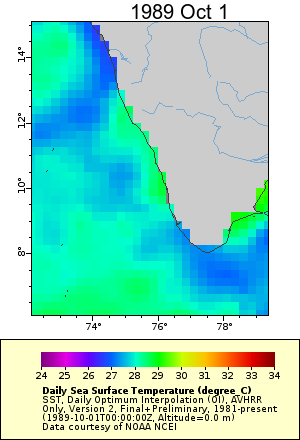 1989 Oct 1
14°
12°
10°
8°
74°
76°
78°
24 25 26 27 28 29 30 31 32 33 34
Daily Sea Surface Temperature (degree_C)
SST, Daily Optimum Interpolation (OI), AVHRR
Only, Version 2, Final+Preliminary, 1981-present
(1989-10-01T00:00:00Z, Altitude=0.0 m)
Data courtesy of NOAA NCEI